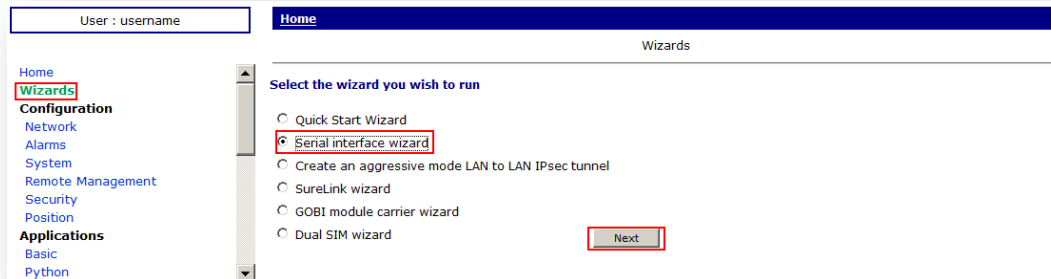 User : username
Home
Wizards
Home
Wizards
Configuration
Network
Alarms
System
Remote Management
Security
Position
Applications
Basic
Python
Select the wizard you wish to run
Quick Start Wizard
Serial interface wizard
Create an aggressive mode LAN to LAN IPsec tunnel
SureLink wizard
GOBI module carrier wizard
Dual SIM wizard
Next